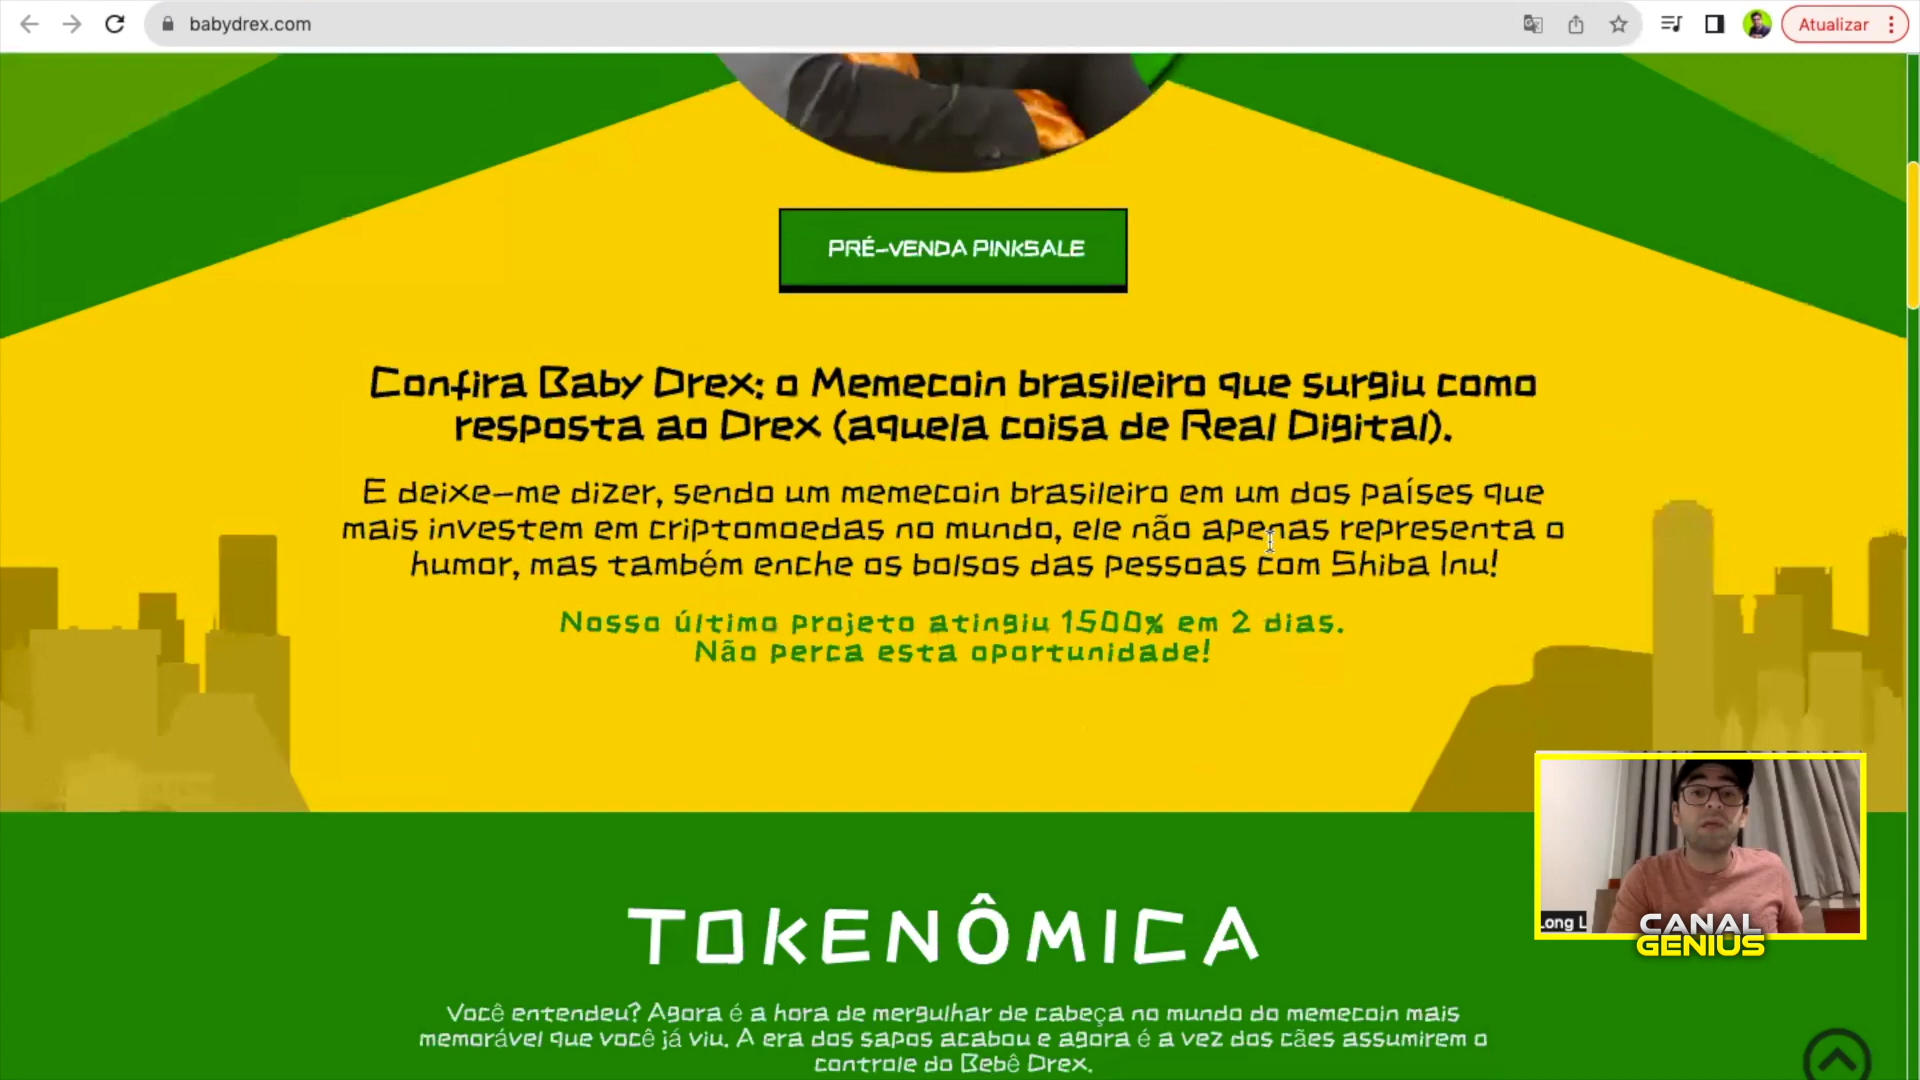 babydrex.com
Atualizar
PRÉ-VENDA PINKSALE
Confira Baby Drex: o Memecoin brasileiro que surgiu como
resposta ao Drex (aquela coisa de Real Digital).
E deixe-me dizer, sendo um memecoin brasileiro em um dos países que
mais investem em criptomoedas no mundo, ele não apenas representa o
humor, mas também enche os bolsos das pessoas com Shiba Inu!
Nosso último projeto atingiu 1500% em 2 dias.
Não perca esta oportunidade!
Long L
CANAL
GENIUS
TOKENÔMICA
Você entendeu? Agora é a hora de mergulhar de cabeça no mundo do memecoin mais
memorável que você já viu. A era dos sapos acabou e agora é a vez dos cães assumirem o
controle do Bebê Drex.